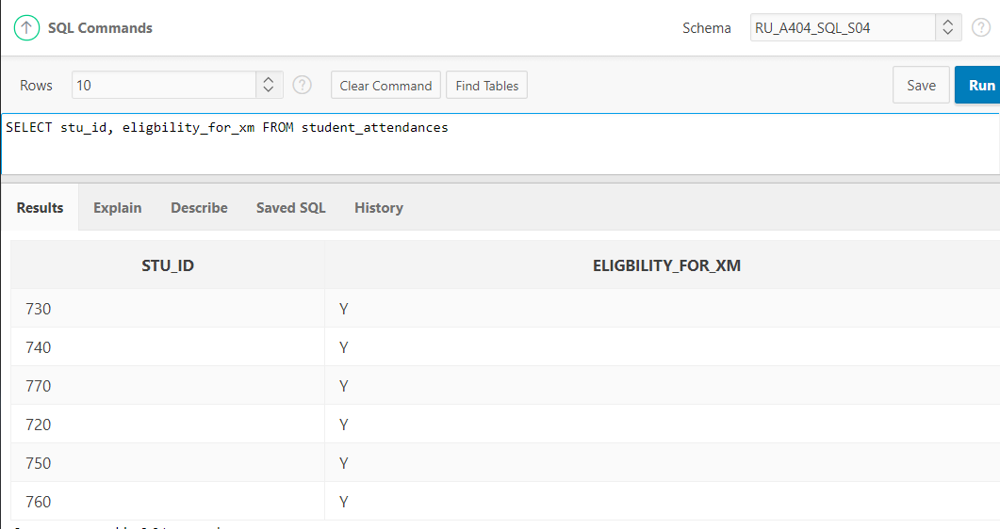 SQL Commands Schema RU_A404_SQL_S04 ?
Rows 10 ? Clear Command Find Tables Save Run
SELECT stu_id, eligbility_for_xm FROM student_attendances
Results Explain Describe Saved SQL History
STU_ID ELIGBILITY_FOR_XM
730 Y
740 Y
770 Y
720 Y
750 Y
760 Y